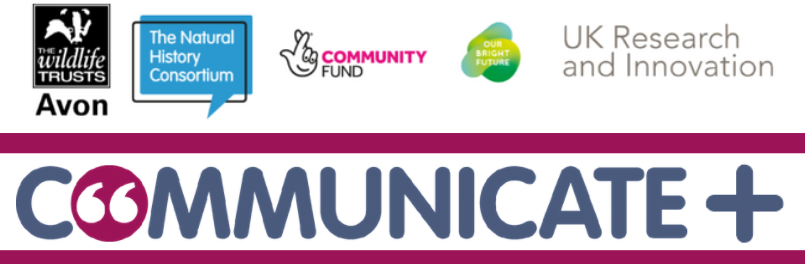 THE
wildlife
TRUSTS
Avon
The Natural
History
Consortium
COMMUNITY
FUND
OUR
BRIGHT
FUTURE
UK Research
and Innovation
COMMUNICATE +